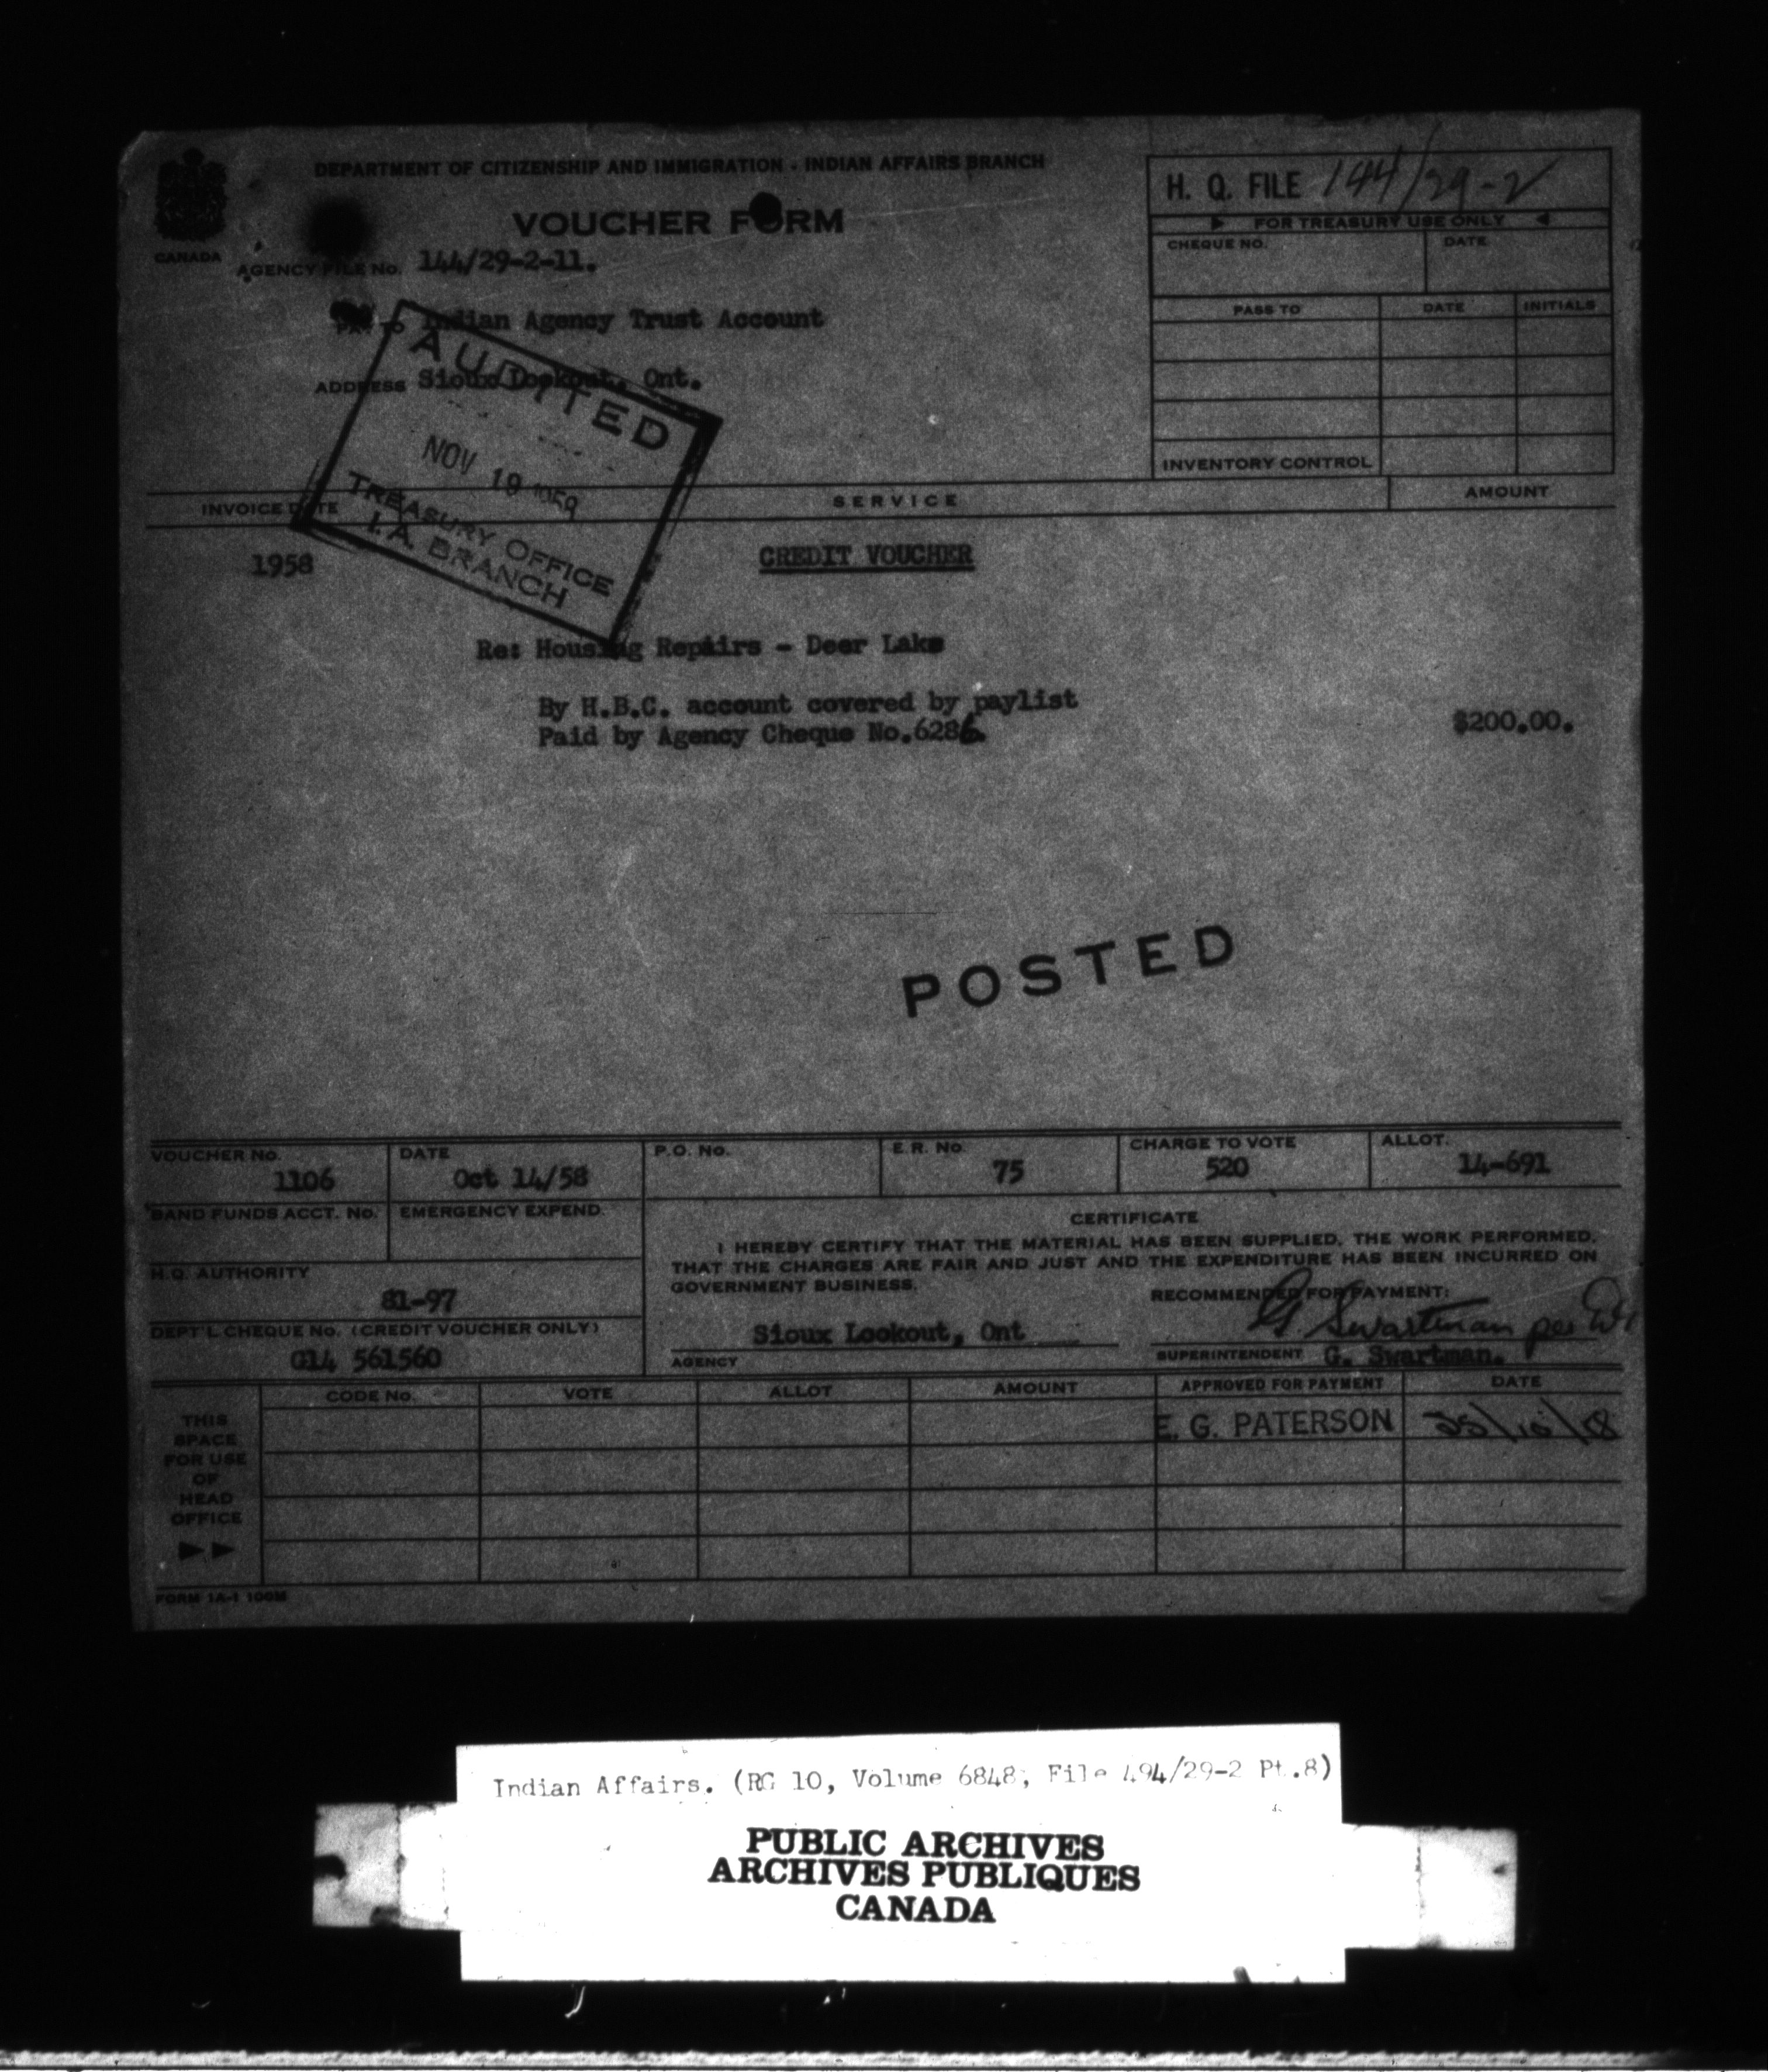 DEPARTMENT OF CITIZENSHIP AND IMMIGRATION - INDIAN AFFAIRS BRANCH
VOUCHER FORM
CANADA
AGENCY FILE No. 144/29-2-11.
H. Q. FILE 144/29-2
FOR TREASURY USE ONLY
CHEQUE NO. DATE
PASS TO DATE INITIALS
INVENTORY CONTROL
PAY TO Indian Agency Trust Account
ADDRESS Sioux Lookout, Ont.
AUDITED
NOV 19 1958
TREASURY OFFICE
I. A. BRANCH
INVOICE DATE SERVICE AMOUNT
1958 CREDIT VOUCHER
Re: Housing Repairs - Deer Lake
By H.B.C. account covered by paylist
Paid by Agency Cheque No.6286. $200.00.
POSTED
VOUCHER No. DATE P.O. No. E.R. No. CHARGE TO VOTE ALLOT.
1106 Oct 14/58 75 520 14-691
BAND FUNDS ACCT. No. EMERGENCY EXPEND.
CERTIFICATE
I HEREBY CERTIFY THAT THE MATERIAL HAS BEEN SUPPLIED, THE WORK PERFORMED,
THAT THE CHARGES ARE FAIR AND JUST AND THE EXPENDITURE HAS BEEN INCURRED ON
GOVERNMENT BUSINESS.
H.Q. AUTHORITY
81-97
RECOMMENDED FOR PAYMENT:
G. Swartman per
DEPT'L CHEQUE No. (CREDIT VOUCHER ONLY)
G14 561560
Sioux Lookout, Ont
AGENCY
SUPERINTENDENT G. Swartman.
CODE No. VOTE ALLOT AMOUNT APPROVED FOR PAYMENT DATE
E. G. PATERSON
THIS
SPACE
FOR USE
OF
HEAD
OFFICE
FORM 1A-1 100M
Indian Affairs. (RG 10, Volume 6848, File 494/29-2 Pt.8)
PUBLIC ARCHIVES
ARCHIVES PUBLIQUES
CANADA